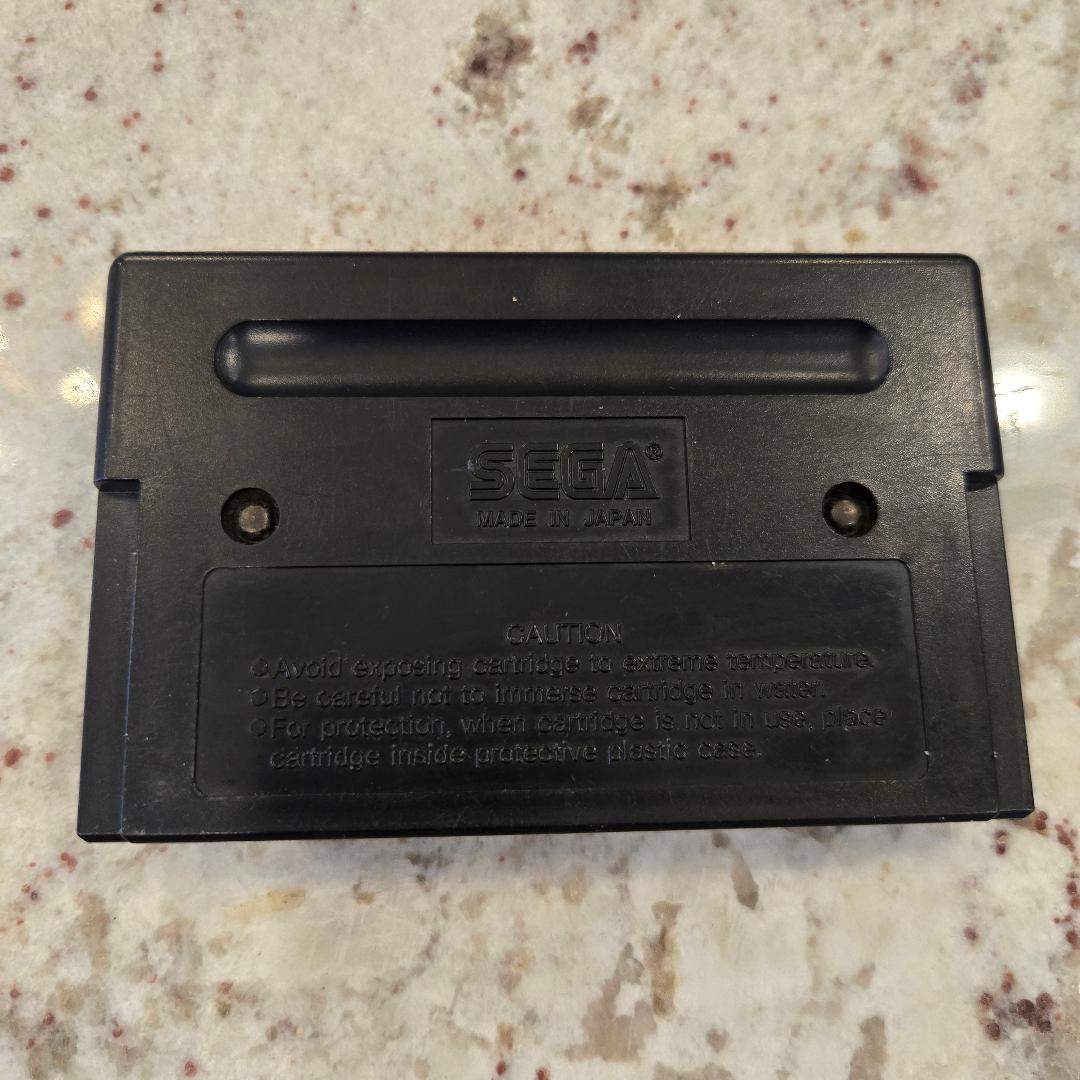 SEGA®
MADE IN JAPAN
CAUTION
○Avoid exposing cartridge to extreme temperature.
○Be careful not to immerse cartridge in water.
○For protection, when cartridge is not in use, place
cartridge inside protective plastic case.